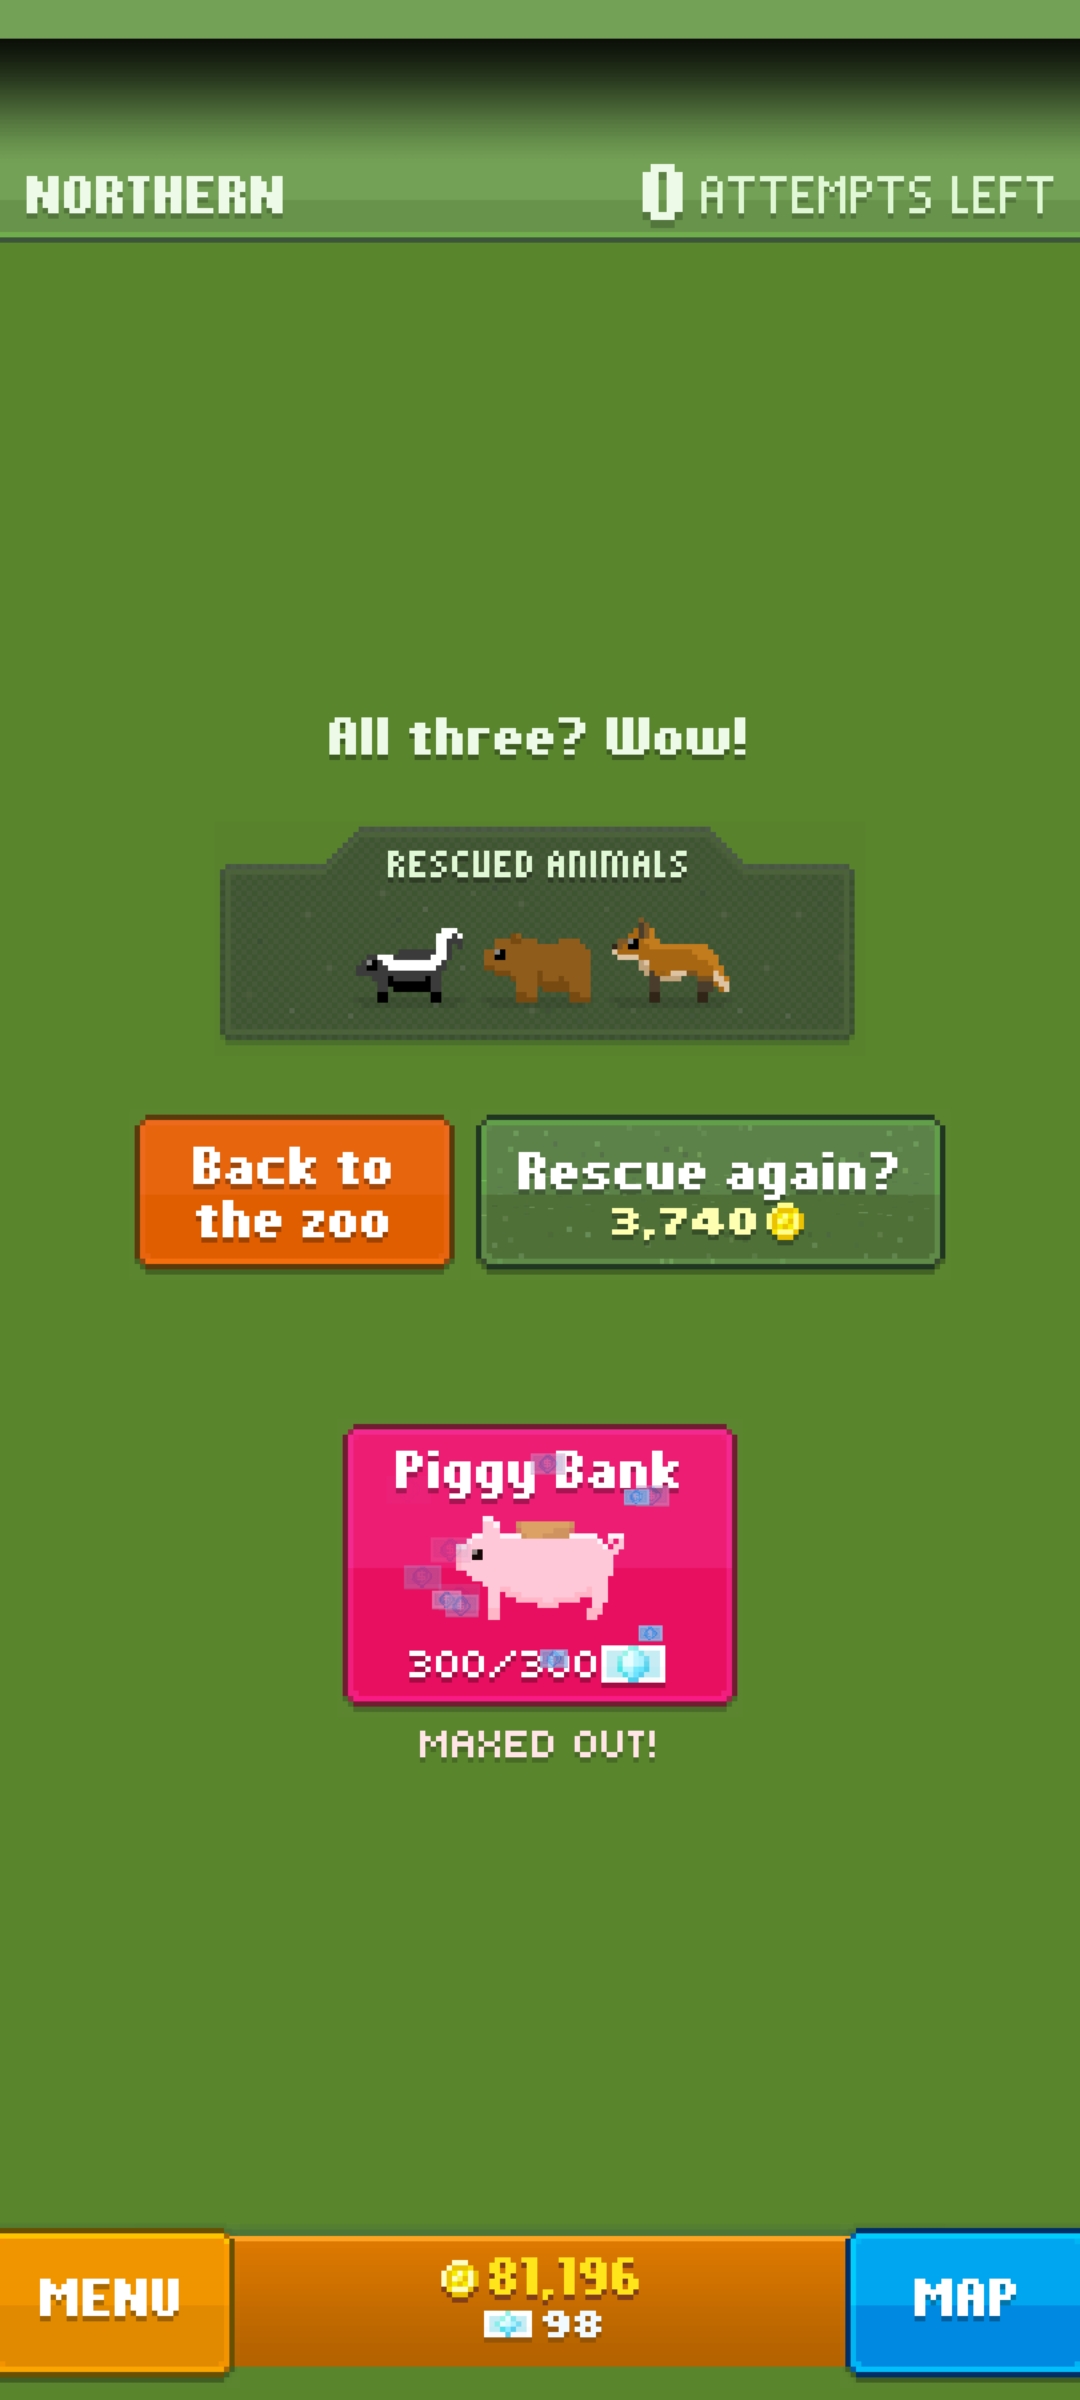 NORTHERN
0 ATTEMPTS LEFT
All three? Wow!
RESCUED ANIMALS
Back to
the zoo
Rescue again?
3,740
Piggy Bank
300/300
MAXED OUT!
MENU
81,196
98
MAP